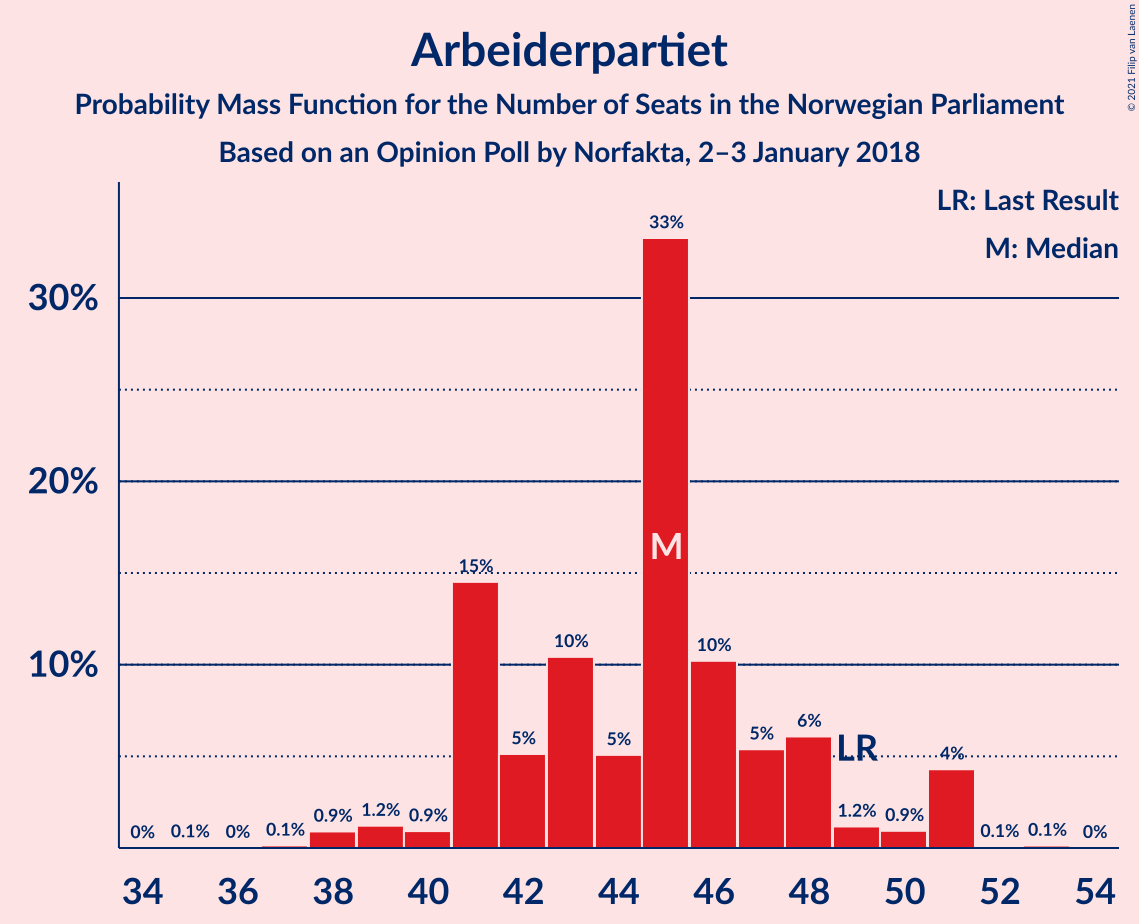 Arbeiderpartiet
Probability Mass Function for the Number of Seats in the Norwegian Parliament
Based on an Opinion Poll by Norfakta, 2–3 January 2018
© 2021 Filip van Laenen
LR: Last Result
M: Median
30%
20%
10%
0%
0.1%
0%
0.1%
0.9%
1.2%
0.9%
15%
5%
10%
5%
33%
M
10%
5%
6%
LR
1.2%
0.9%
4%
0.1%
0.1%
0%
34 36 38 40 42 44 46 48 50 52 54